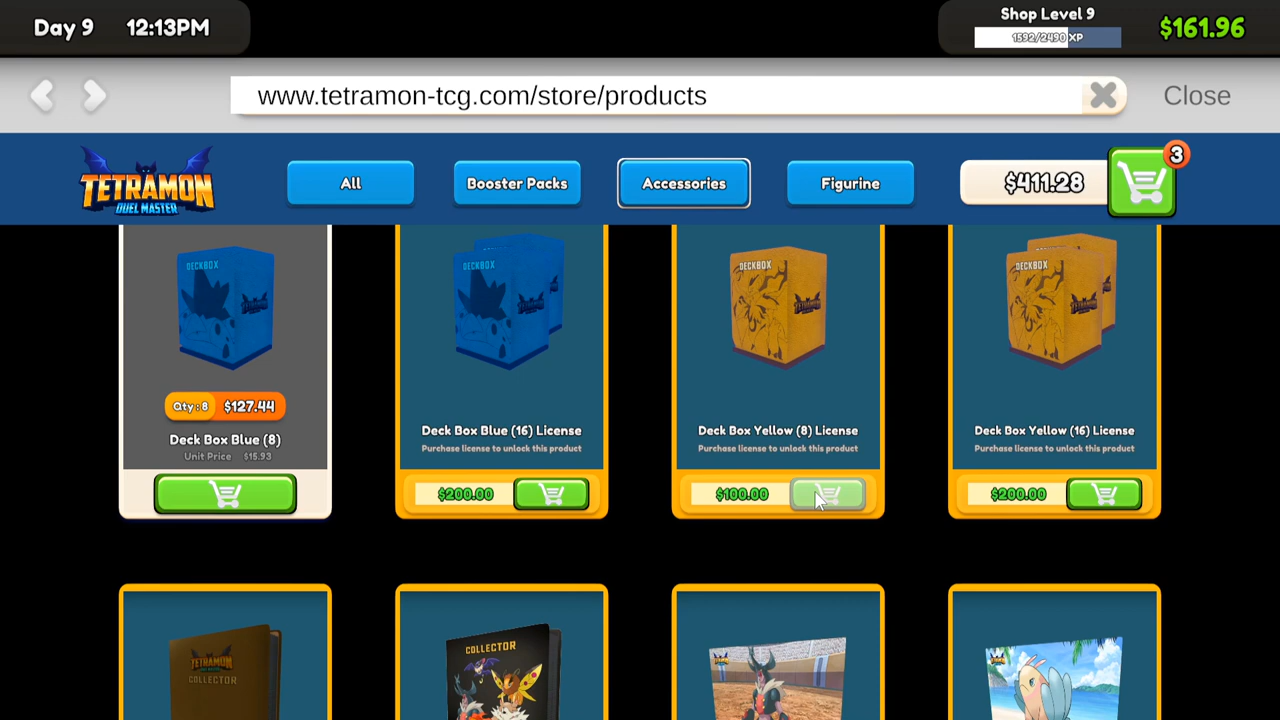 Day 9 12:13PM
Shop Level 9
1592/2490 XP
$161.96
www.tetramon-tcg.com/store/products
Close
TETRAMON
DUEL MASTER
All
Booster Packs
Accessories
Figurine
$411.28
3
DECKBOX
TETRAMON
DECKBOX
TETRAMON
DECKBOX
TETRAMON
DECKBOX
TETRAMON
Qty : 8 $127.44
Deck Box Blue (8)
Unit Price $15.93
Deck Box Blue (16) License
Purchase license to unlock this product
$200.00
Deck Box Yellow (8) License
Purchase license to unlock this product
$100.00
Deck Box Yellow (16) License
Purchase license to unlock this product
$200.00
TETRAMON
COLLECTOR
COLLECTOR